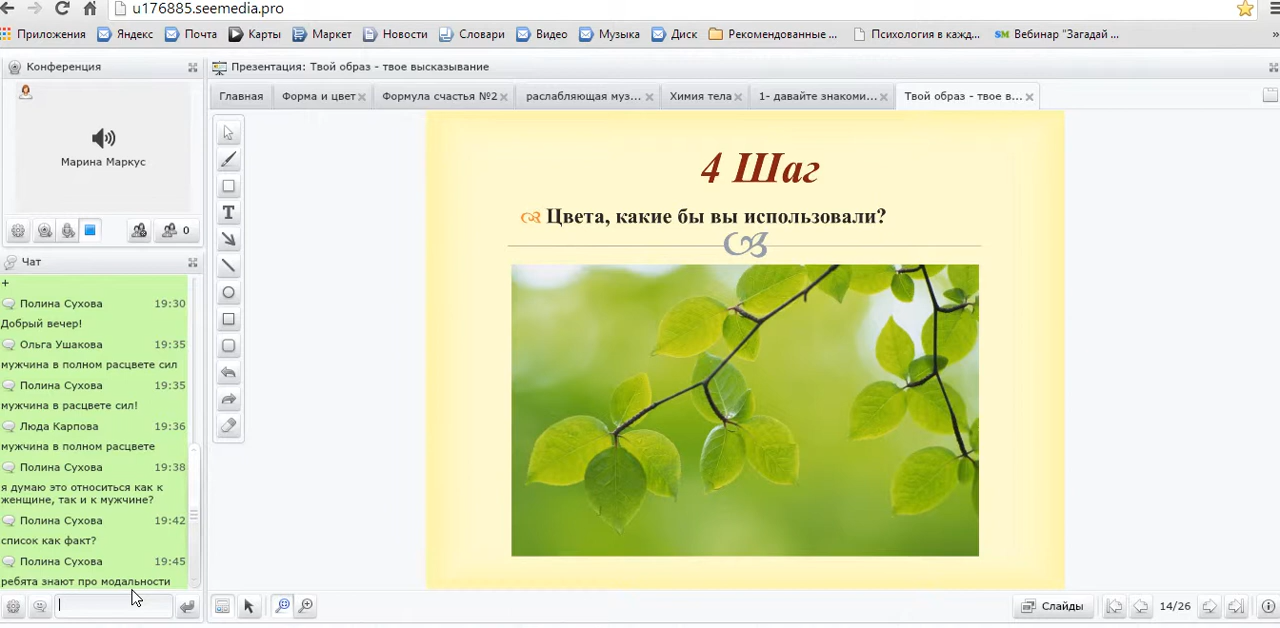 u176885.seemedia.pro
Приложения Яндекс Почта Карты Маркет Новости Словари Видео Музыка Диск Рекомендованные ... Психология в кажд... SM Вебинар "Загадай ... »
Конференция
Марина Маркус
0
Чат
+
Полина Сухова 19:30
Добрый вечер!
Ольга Ушакова 19:35
мужчина в полном расцвете сил
Полина Сухова 19:35
мужчина в расцвете сил!
Люда Карпова 19:36
мужчина в полном расцвете
Полина Сухова 19:38
я думаю это относиться как к
женщине, так и к мужчине?
Полина Сухова 19:42
список как факт?
Полина Сухова 19:45
ребята знают про модальности
Презентация: Твой образ - твое высказывание
Главная Форма и цвет Формула счастья №2 раслабляющая муз... Химия тела 1- давайте знакоми... Твой образ - твое в...
T
4 Шаг
Цвета, какие бы вы использовали?
Слайды 14/26